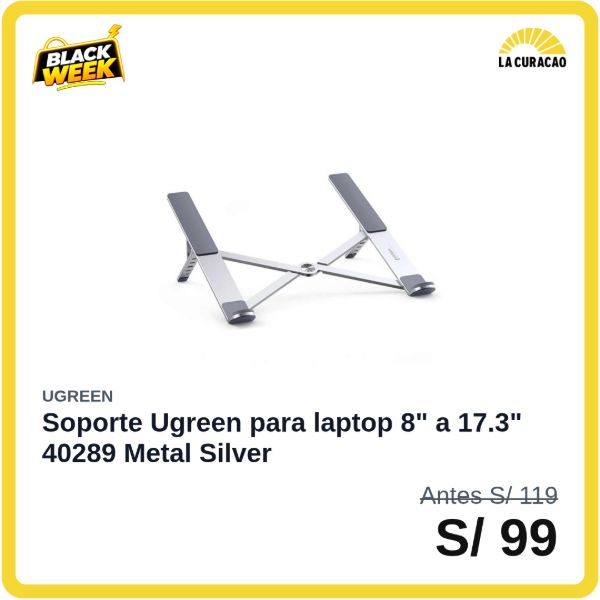 BLACK
WEEK
LA CURACAO
UGREEN
Soporte Ugreen para laptop 8" a 17.3"
40289 Metal Silver
Antes S/ 119
S/ 99